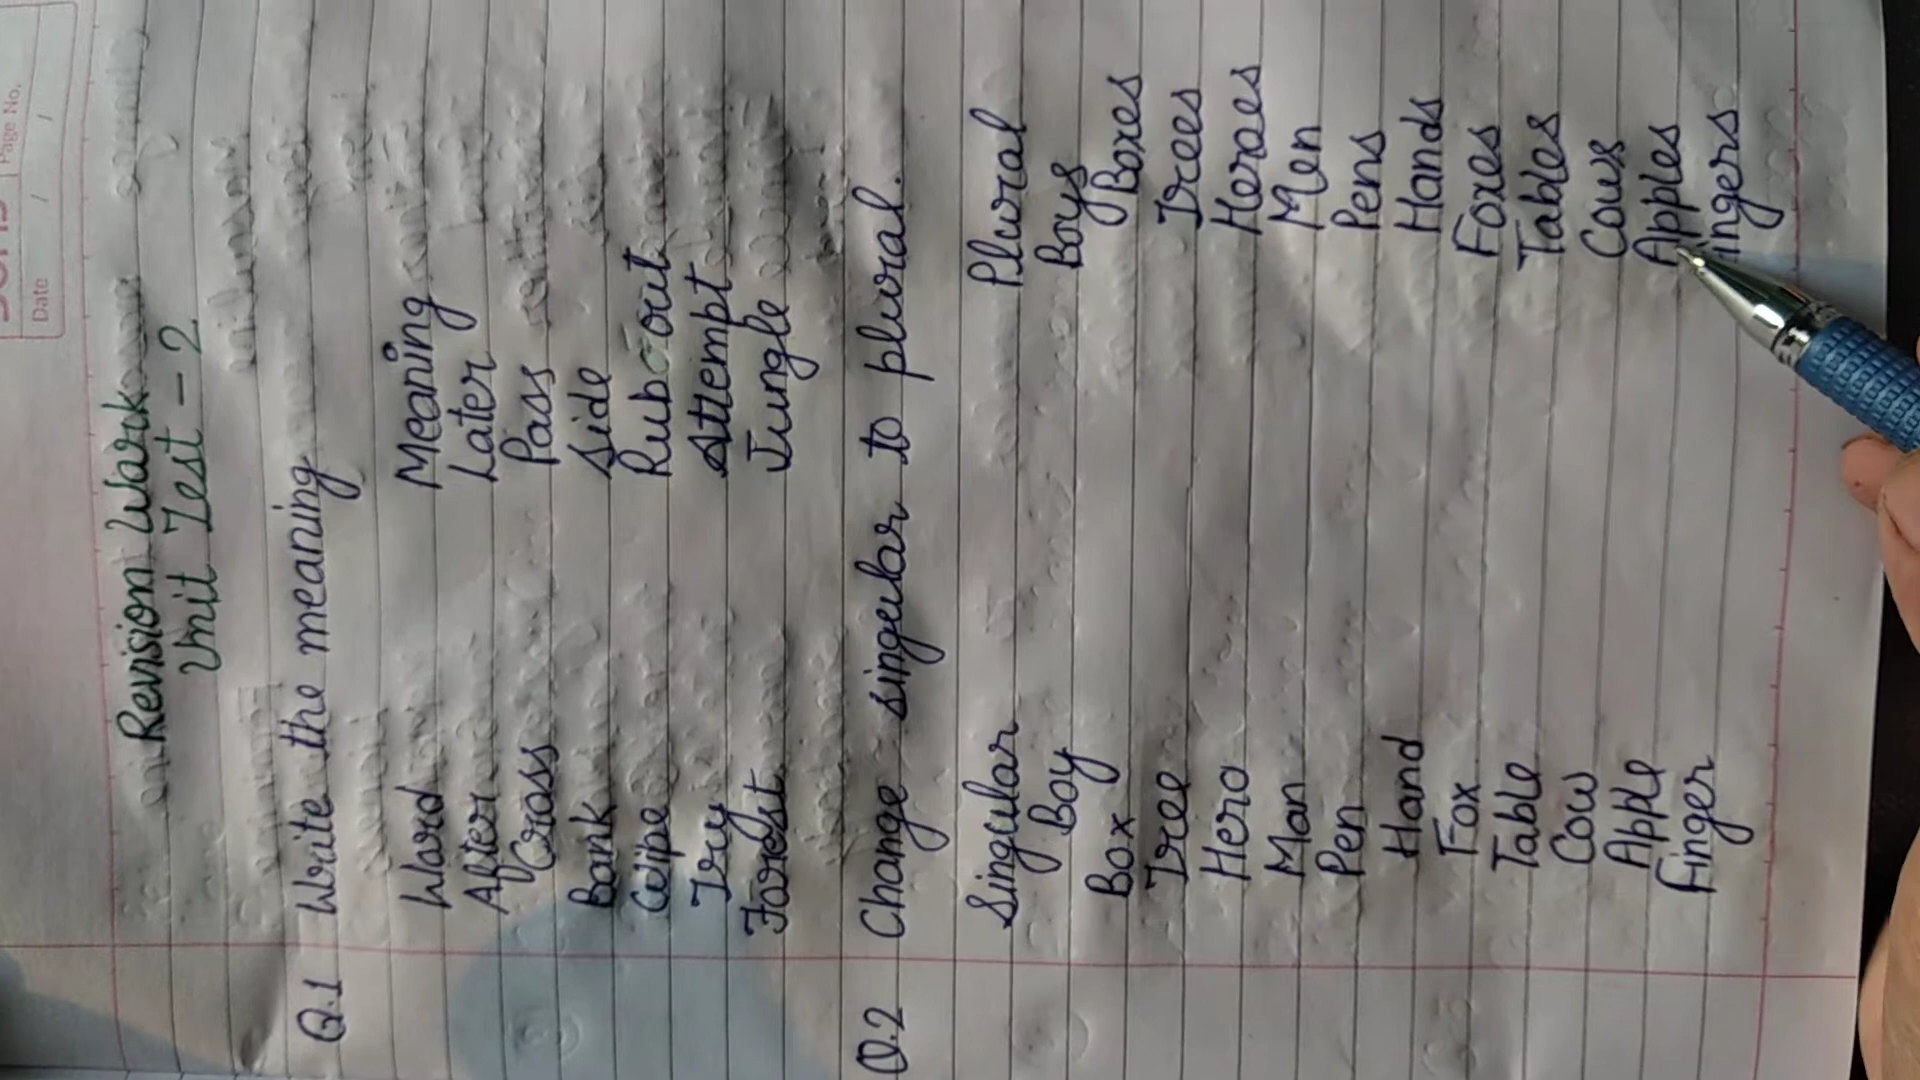 Page No.
Date / /
Revision Work
Unit Test - 2
Q.1 Write the meaning
Word Meaning
After Later
Cross Pass
Bank Side
Wipe Rub out
Try Attempt
Forest Jungle
Q.2 Change singular to plural.
Singular Plural
Boy Boys
Box Boxes
Tree Trees
Hero Heroes
Man Men
Pen Pens
Hand Hands
Fox Foxes
Table Tables
Cow Cows
Apple Apples
Finger ingers